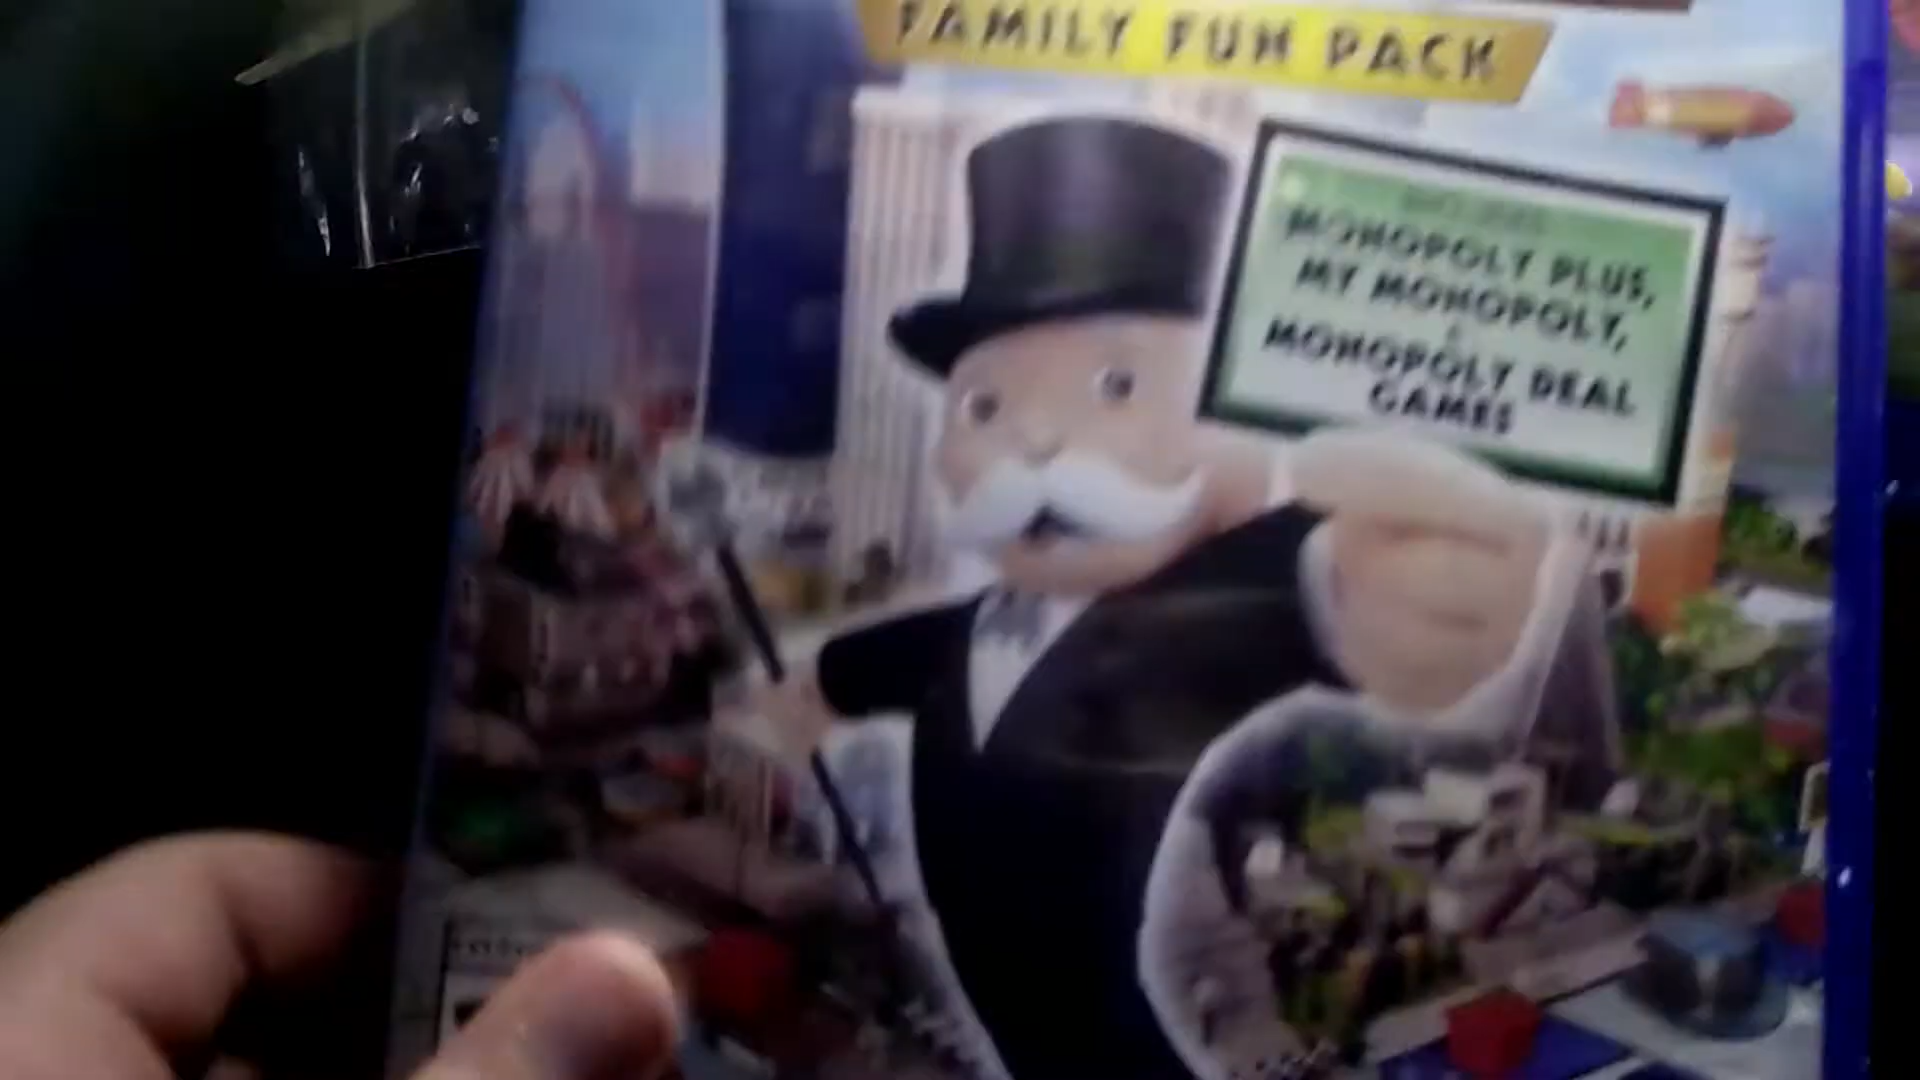 FAMILY FUN PACK
MONOPOLY PLUS,
MY MONOPOLY,
&
MONOPOLY DEAL
GAMES